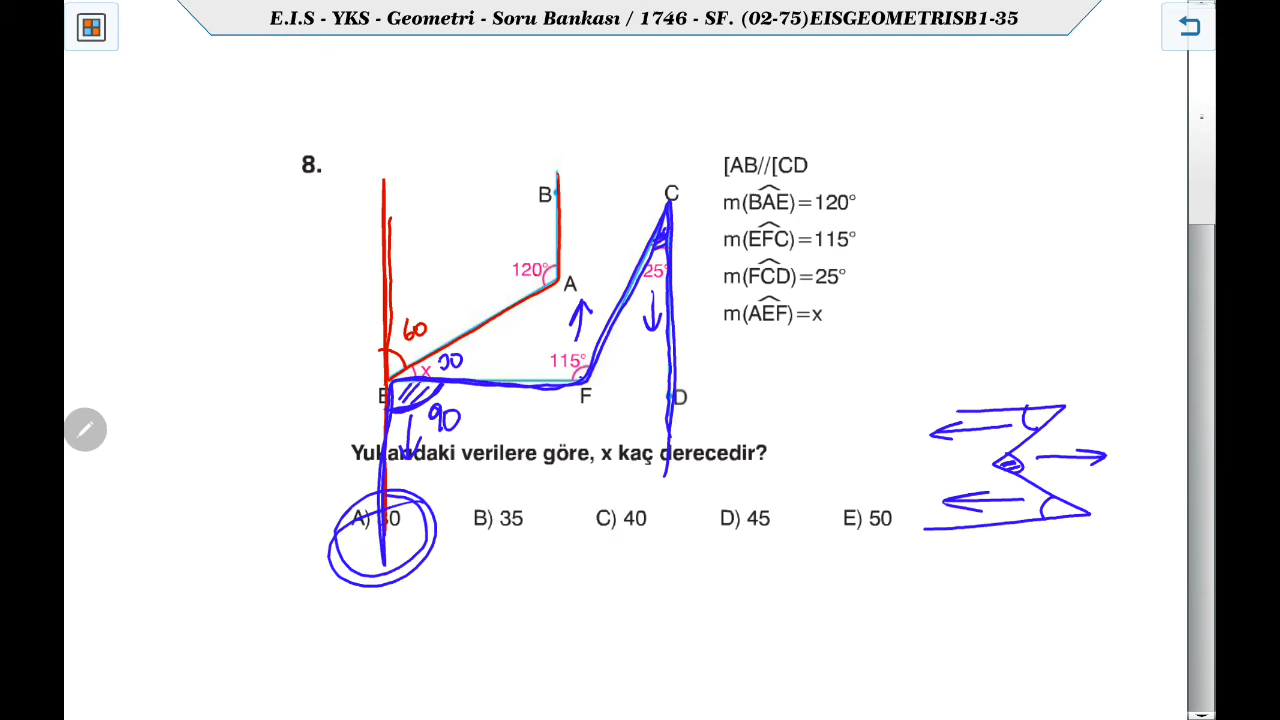 E.I.S - YKS - Geometri - Soru Bankası / 1746 - SF. (02-75)EISGEOMETRISB1-35
8.
[AB//[CD
m(BAE)=120°
m(EFC)=115°
m(FCD)=25°
m(AEF)=x
B
C
120°
A
25°
60
30
x
115°
E
F
D
90
Yukarıdaki verilere göre, x kaç derecedir?
A) 30 B) 35 C) 40 D) 45 E) 50